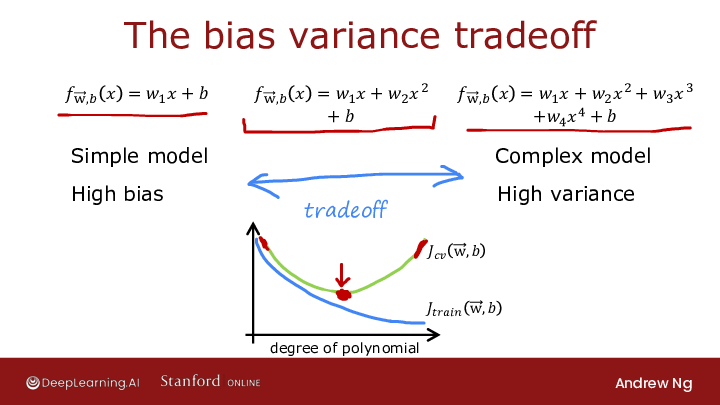 The bias variance tradeoff
f_{\vec{w},b}(x) = w_1x + b
f_{\vec{w},b}(x) = w_1x + w_2x^2
+ b
f_{\vec{w},b}(x) = w_1x + w_2x^2 + w_3x^3
+w_4x^4 + b
Simple model
High bias
Complex model
High variance
tradeoff
J_{cv}(\vec{w}, b)
J_{train}(\vec{w}, b)
degree of polynomial
DeepLearning.AI
Stanford ONLINE
Andrew Ng